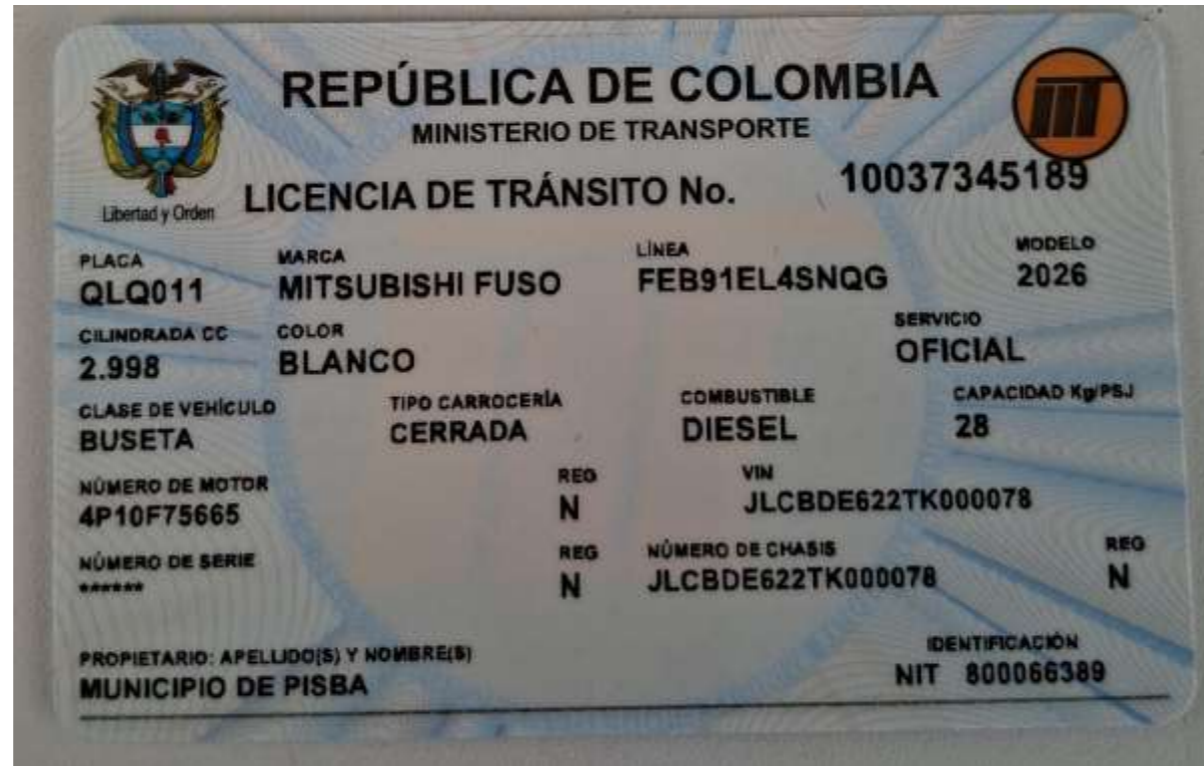 REPÚBLICA DE COLOMBIA
MINISTERIO DE TRANSPORTE
Libertad y Orden
LICENCIA DE TRÁNSITO No. 10037345189
PLACA MARCA LÍNEA MODELO
QLQ011 MITSUBISHI FUSO FEB91EL4SNQG 2026
CILINDRADA CC COLOR SERVICIO
2.998 BLANCO OFICIAL
CLASE DE VEHÍCULO TIPO CARROCERÍA COMBUSTIBLE CAPACIDAD Kg/PSJ
BUSETA CERRADA DIESEL 28
NÚMERO DE MOTOR REG VIN
4P10F75665 N JLCBDE622TK000078
NÚMERO DE SERIE REG NÚMERO DE CHASIS REG
****** N JLCBDE622TK000078 N
PROPIETARIO: APELLIDO(S) Y NOMBRE(S) IDENTIFICACIÓN
MUNICIPIO DE PISBA NIT 800066389